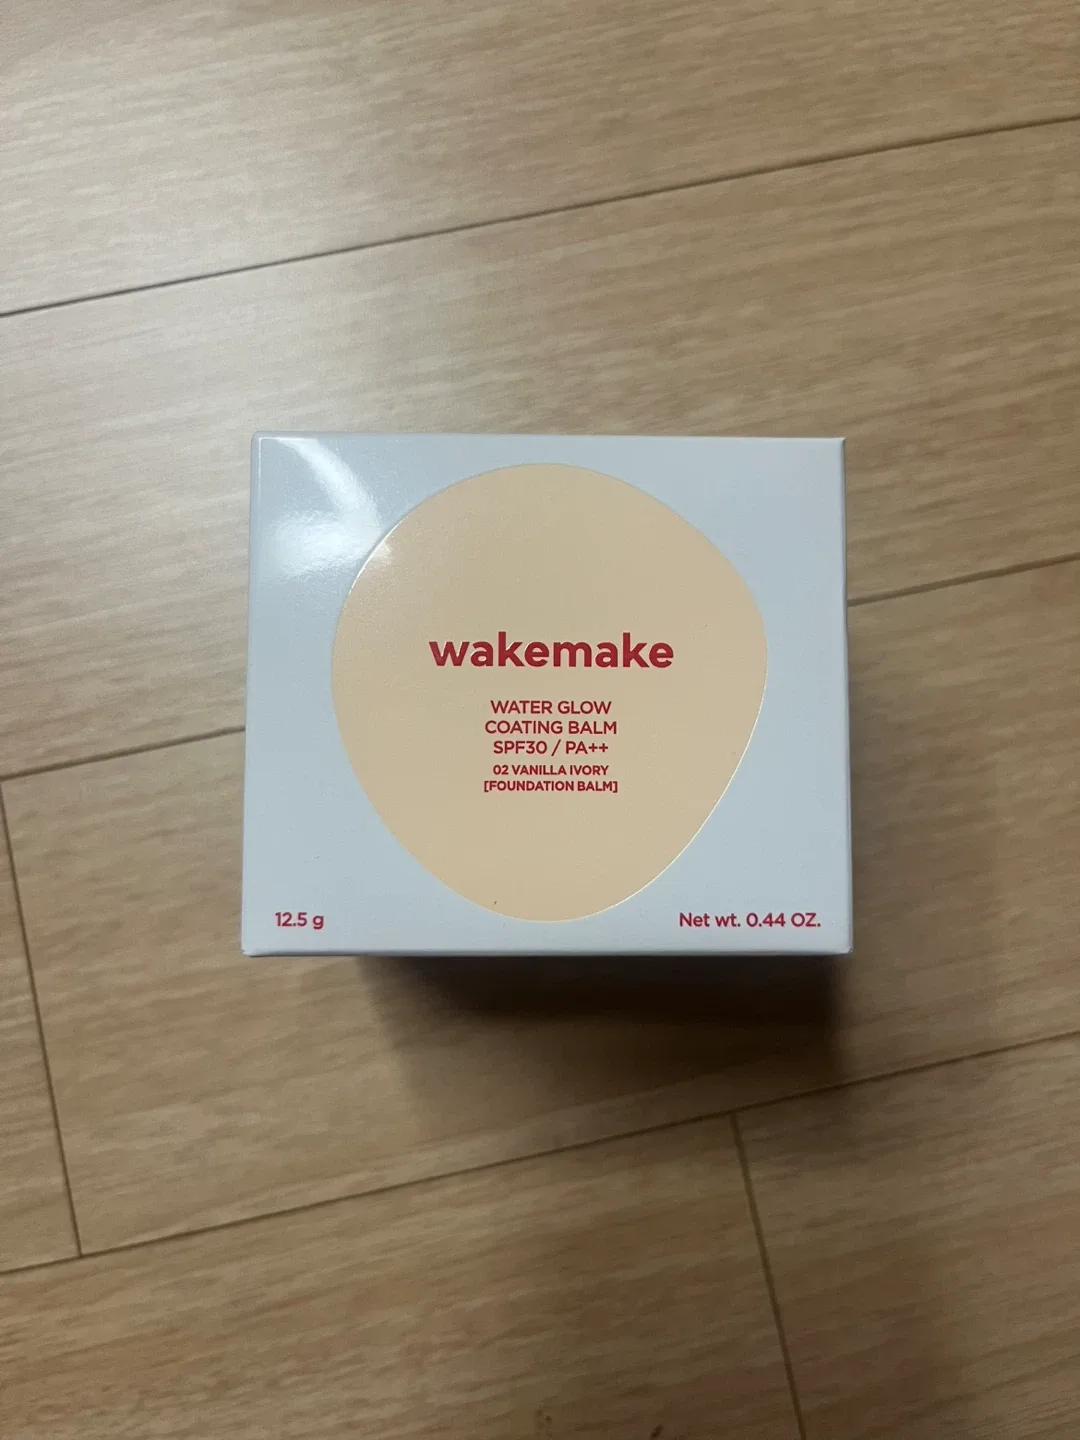 wakemake
WATER GLOW
COATING BALM
SPF30 / PA++
02 VANILLA IVORY
[FOUNDATION BALM]
12.5 g
Net wt. 0.44 OZ.